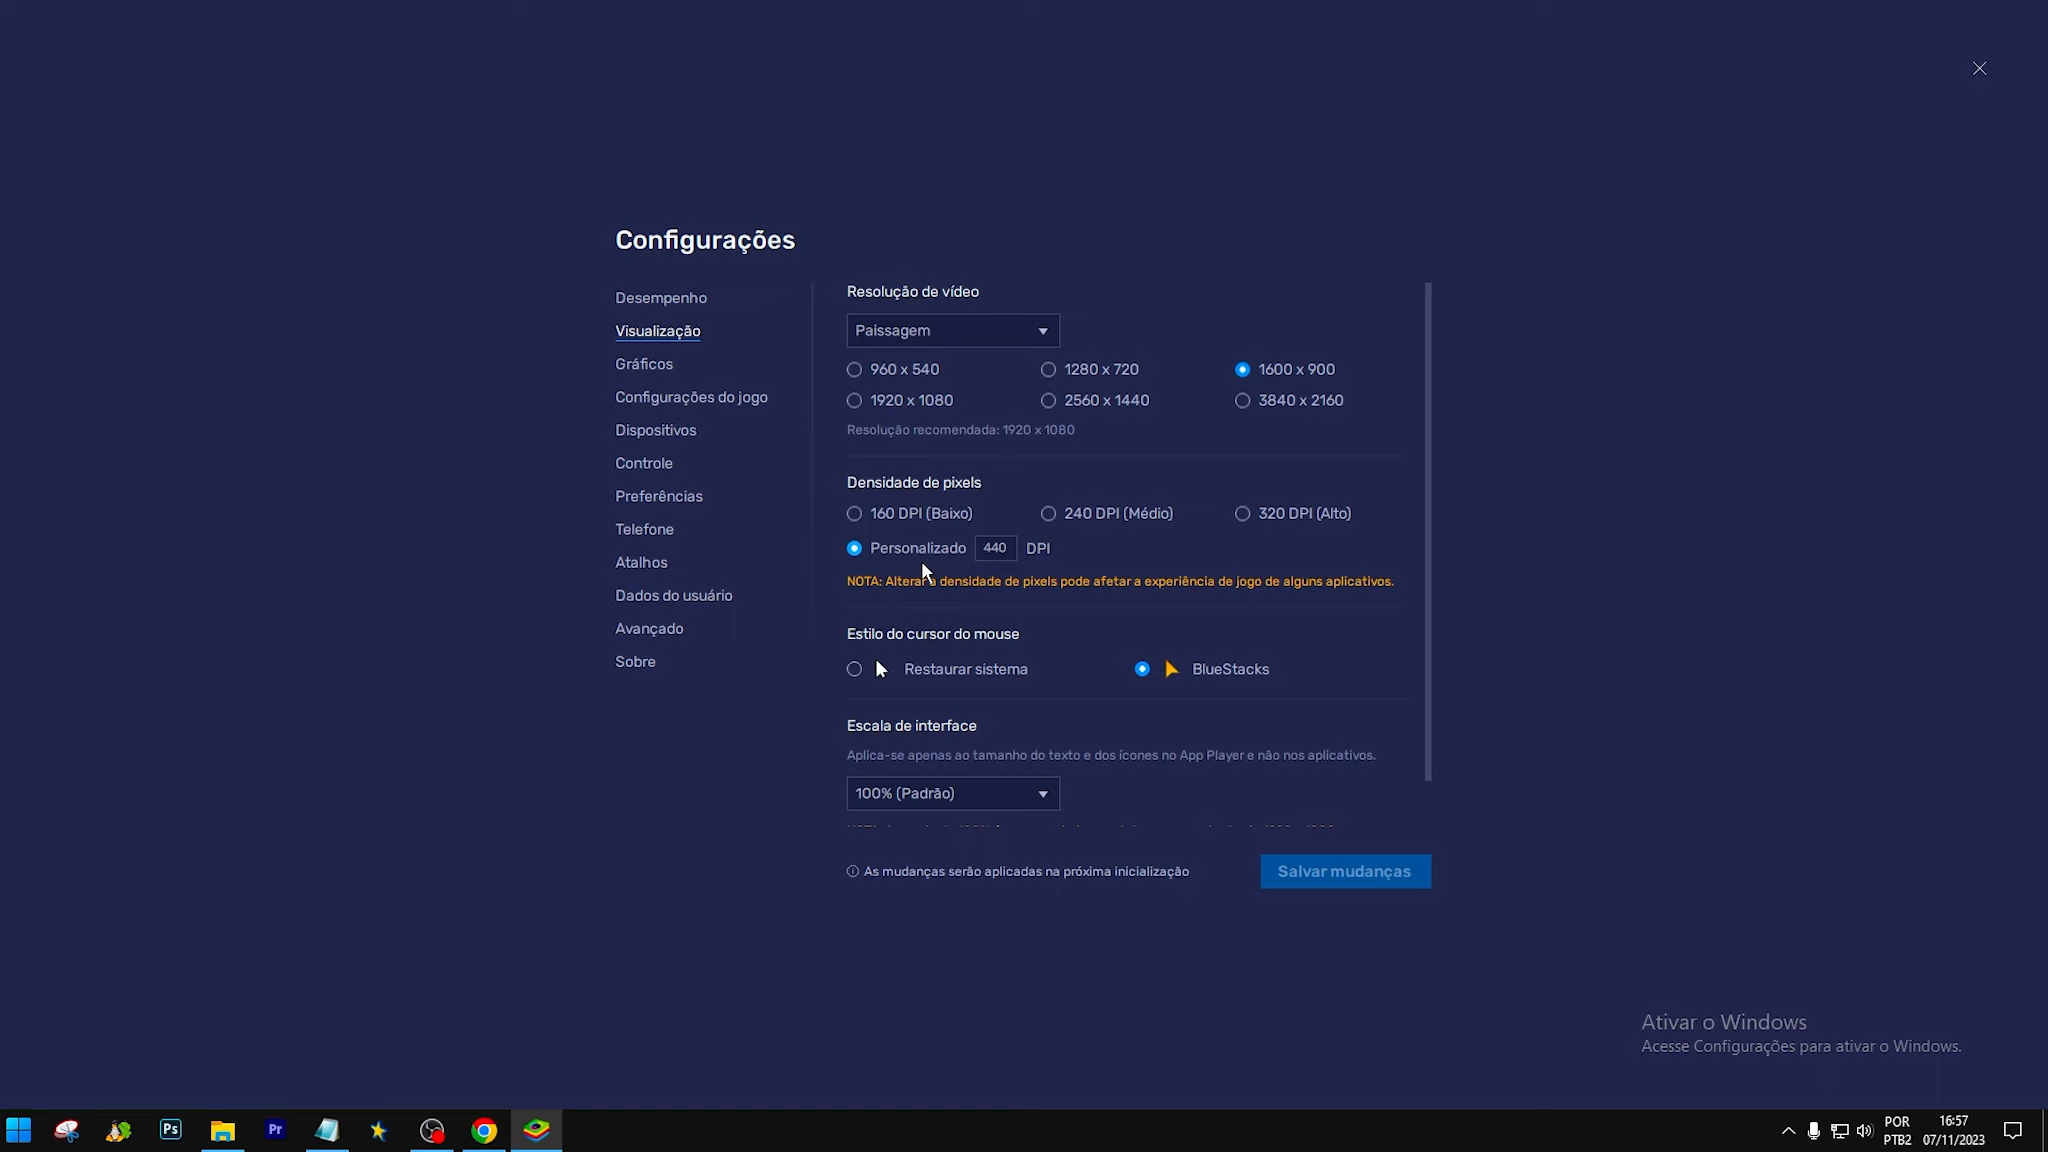 Configurações
Desempenho
Visualização
Gráficos
Configurações do jogo
Dispositivos
Controle
Preferências
Telefone
Atalhos
Dados do usuário
Avançado
Sobre
Resolução de vídeo
Paissagem
960 x 540
1280 x 720
1600 x 900
1920 x 1080
2560 x 1440
3840 x 2160
Resolução recomendada: 1920 x 1080
Densidade de pixels
160 DPI (Baixo)
240 DPI (Médio)
320 DPI (Alto)
Personalizado 440 DPI
NOTA: Alterar a densidade de pixels pode afetar a experiência de jogo de alguns aplicativos.
Estilo do cursor do mouse
Restaurar sistema
BlueStacks
Escala de interface
Aplica-se apenas ao tamanho do texto e dos ícones no App Player e não nos aplicativos.
100% (Padrão)
As mudanças serão aplicadas na próxima inicialização
Salvar mudanças
Ativar o Windows
Acesse Configurações para ativar o Windows.
Ps
Pr
POR
PTB2
16:57
07/11/2023